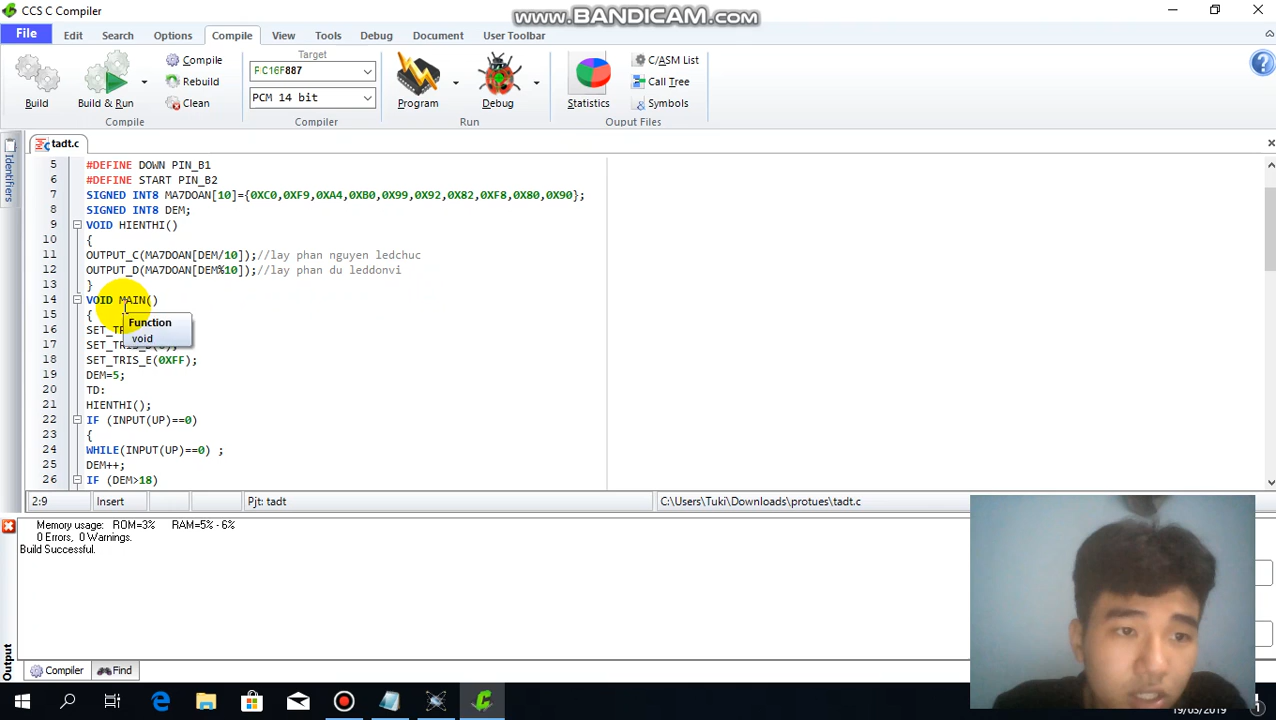 CCS C Compiler
www.BANDICAM.com
File Edit Search Options Compile View Tools Debug Document User Toolbar
Build
Build & Run
Compile
Rebuild
Clean
Compile
Target
PIC16F887
PCM 14 bit
Compiler
Program
Debug
Run
Statistics
C/ASM List
Call Tree
Symbols
Ouput Files
Identifiers
tadt.c
5 #DEFINE DOWN PIN_B1
6 #DEFINE START PIN_B2
7 SIGNED INT8 MA7DOAN[10]={0XC0,0XF9,0XA4,0XB0,0X99,0X92,0X82,0XF8,0X80,0X90};
8 SIGNED INT8 DEM;
9 VOID HIENTHI()
10 {
11 OUTPUT_C(MA7DOAN[DEM/10]);//lay phan nguyen ledchuc
12 OUTPUT_D(MA7DOAN[DEM%10]);//lay phan du leddonvi
13 }
14 VOID MAIN()
15 {
Function
void
16
17
18 SET_TRIS_E(0XFF);
19 DEM=5;
20 TD:
21 HIENTHI();
22 IF (INPUT(UP)==0)
23 {
24 WHILE(INPUT(UP)==0) ;
25 DEM++;
26 IF (DEM>18)
2:9 Insert Pjt: tadt C:\Users\Tuki\Downloads\protues\tadt.c
Memory usage: ROM=3% RAM=5% - 6%
0 Errors, 0 Warnings.
Build Successful.
Output
Compiler Find
19/05/2019
1